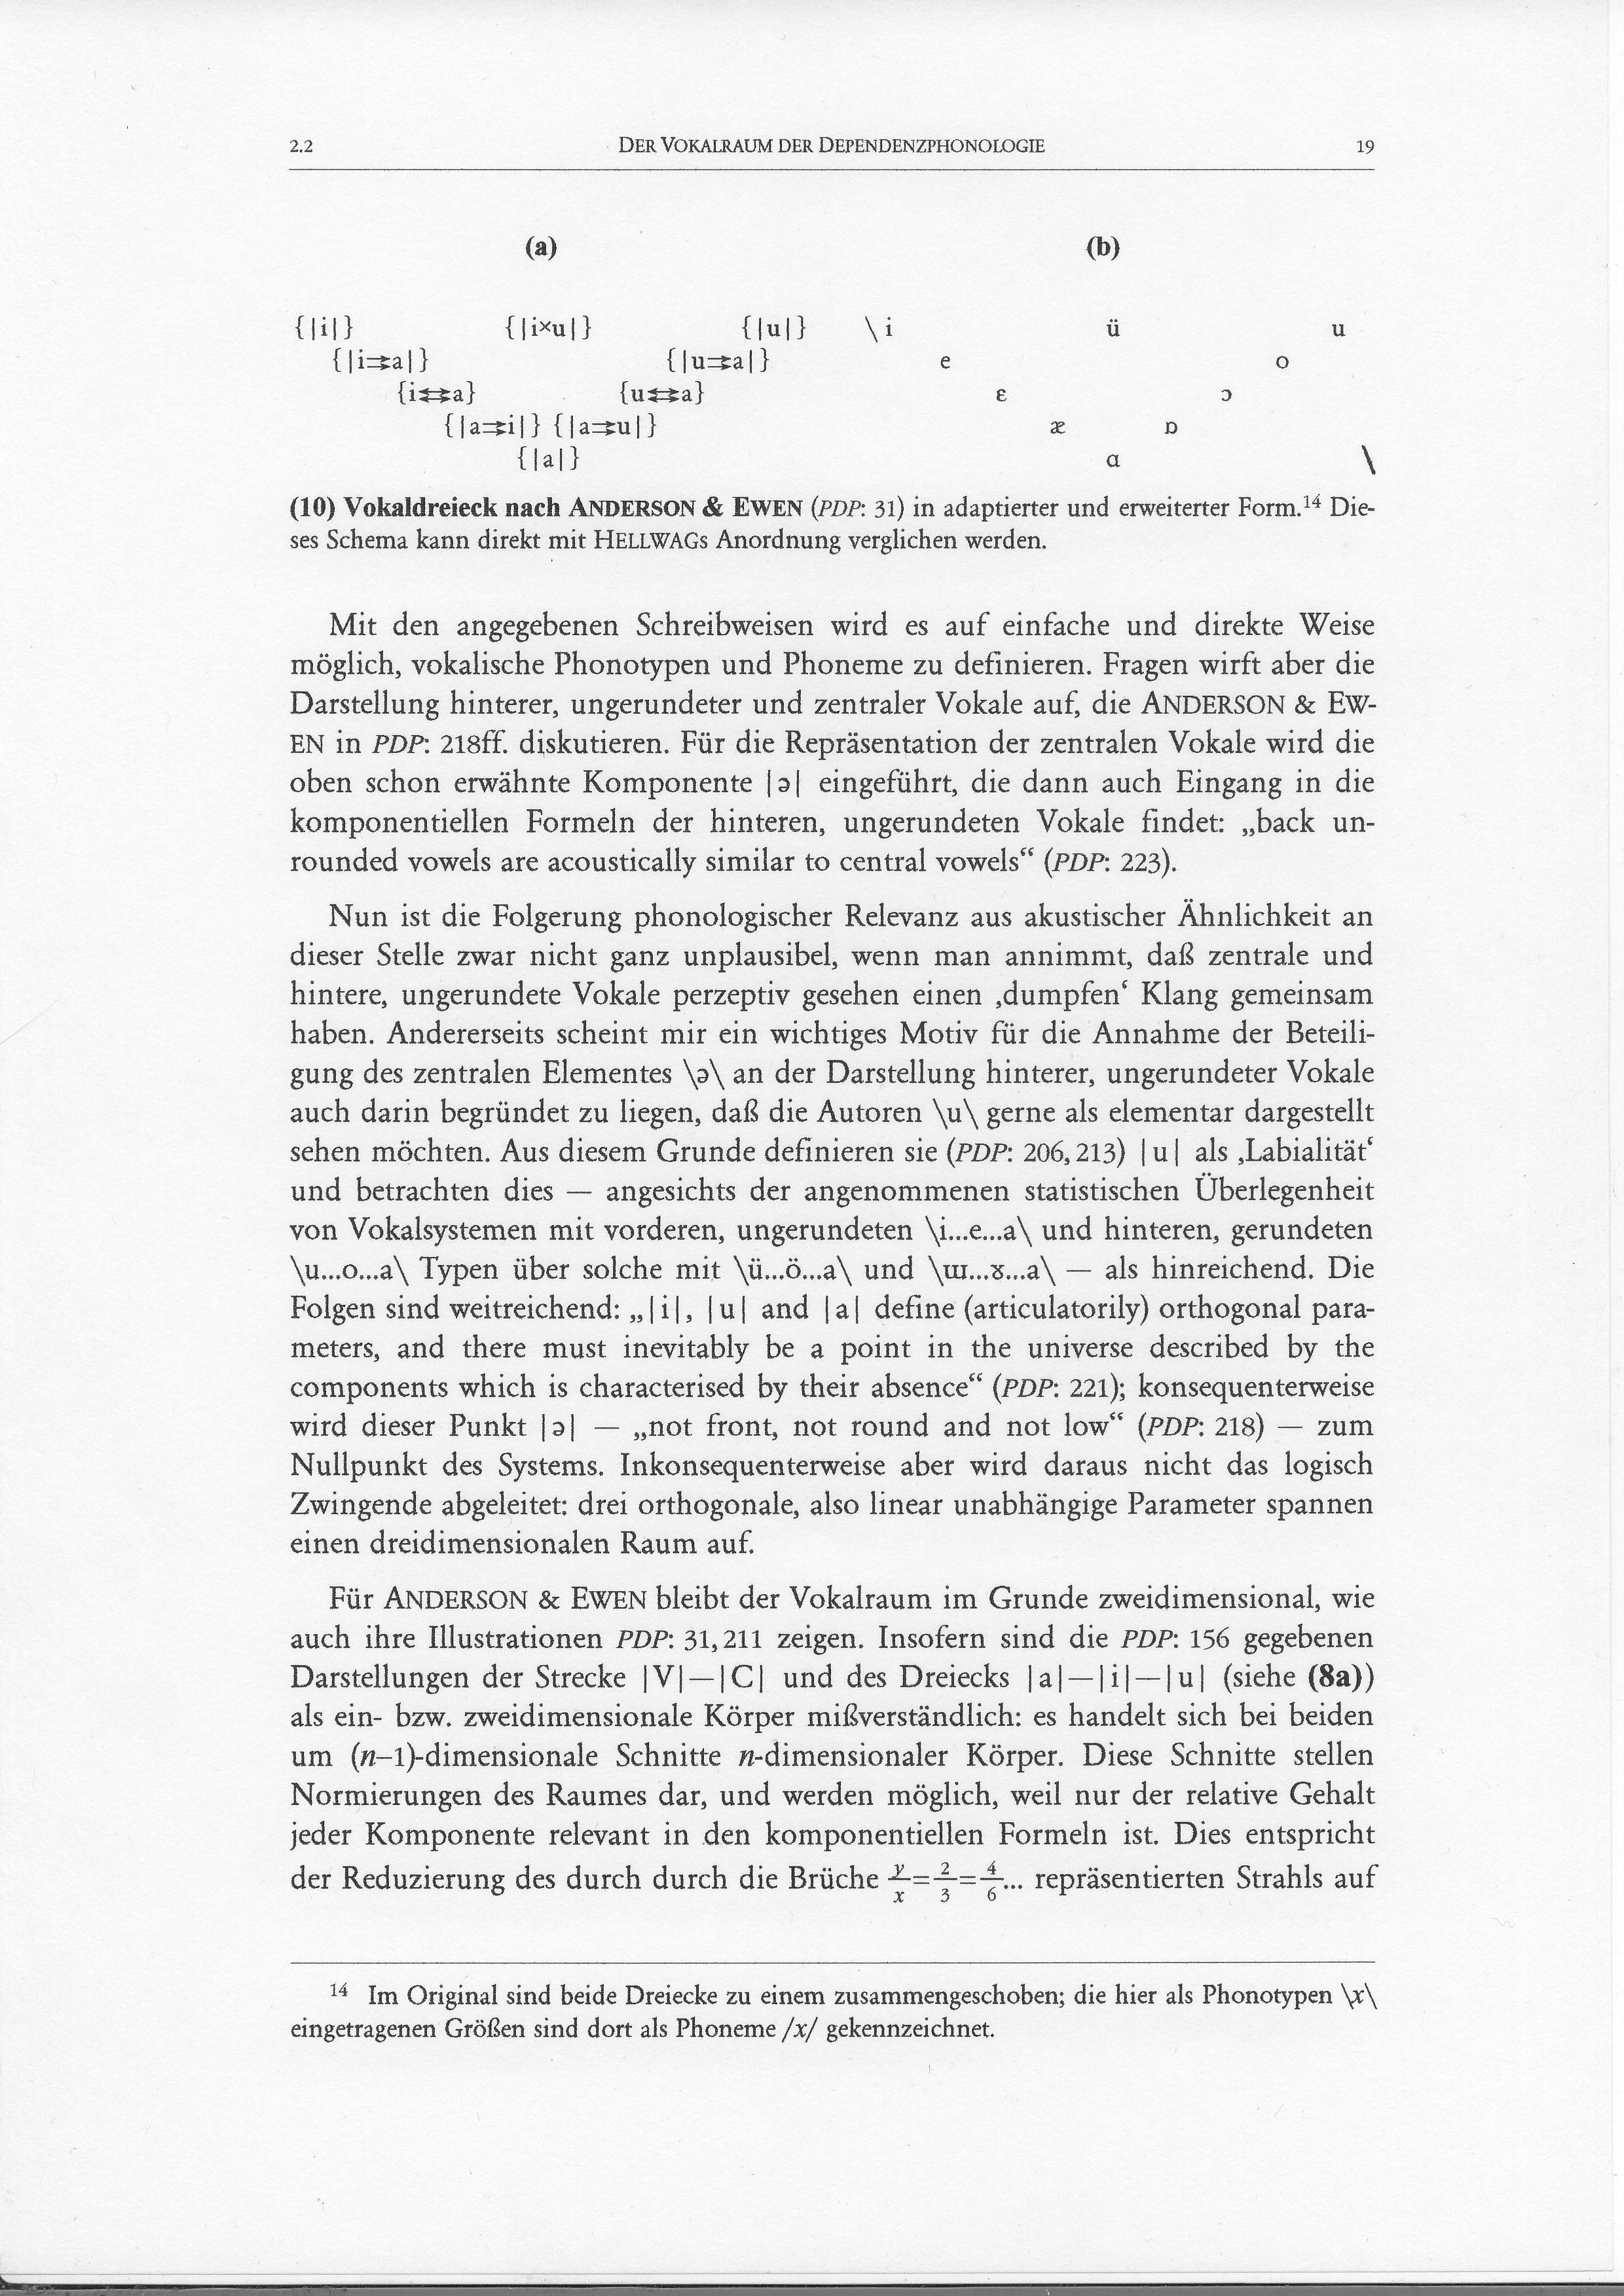 2.2 DER VOKALRAUM DER DEPENDENZPHONOLOGIE 19
(a) (b)
{|i|} {|i×u|} {|u|} \ i ü u
{|i⇉a|} {|u⇉a|} e o
{i⇆a} {u⇆a} ɛ ɔ
{|a⇉i|} {|a⇉u|} æ ɒ
{|a|} ɑ \
(10) Vokaldreieck nach ANDERSON & EWEN (PDP: 31) in adaptierter und erweiterter Form.¹⁴ Die-
ses Schema kann direkt mit HELLWAGs Anordnung verglichen werden.
Mit den angegebenen Schreibweisen wird es auf einfache und direkte Weise
möglich, vokalische Phonotypen und Phoneme zu definieren. Fragen wirft aber die
Darstellung hinterer, ungerundeter und zentraler Vokale auf, die ANDERSON & EW-
EN in PDP: 218ff. diskutieren. Für die Repräsentation der zentralen Vokale wird die
oben schon erwähnte Komponente |ə| eingeführt, die dann auch Eingang in die
komponentiellen Formeln der hinteren, ungerundeten Vokale findet: „back un-
rounded vowels are acoustically similar to central vowels“ (PDP: 223).
Nun ist die Folgerung phonologischer Relevanz aus akustischer Ähnlichkeit an
dieser Stelle zwar nicht ganz unplausibel, wenn man annimmt, daß zentrale und
hintere, ungerundete Vokale perzeptiv gesehen einen ‚dumpfen‘ Klang gemeinsam
haben. Andererseits scheint mir ein wichtiges Motiv für die Annahme der Beteili-
gung des zentralen Elementes \ə\ an der Darstellung hinterer, ungerundeter Vokale
auch darin begründet zu liegen, daß die Autoren \u\ gerne als elementar dargestellt
sehen möchten. Aus diesem Grunde definieren sie (PDP: 206,213) |u| als ‚Labialität‘
und betrachten dies — angesichts der angenommenen statistischen Überlegenheit
von Vokalsystemen mit vorderen, ungerundeten \i...e...a\ und hinteren, gerundeten
\u...o...a\ Typen über solche mit \ü...ö...a\ und \ɯ...ɤ...a\ — als hinreichend. Die
Folgen sind weitreichend: „|i|, |u| and |a| define (articulatorily) orthogonal para-
meters, and there must inevitably be a point in the universe described by the
components which is characterised by their absence“ (PDP: 221); konsequenterweise
wird dieser Punkt |ə| — „not front, not round and not low“ (PDP: 218) — zum
Nullpunkt des Systems. Inkonsequenterweise aber wird daraus nicht das logisch
Zwingende abgeleitet: drei orthogonale, also linear unabhängige Parameter spannen
einen dreidimensionalen Raum auf.
Für ANDERSON & EWEN bleibt der Vokalraum im Grunde zweidimensional, wie
auch ihre Illustrationen PDP: 31,211 zeigen. Insofern sind die PDP: 156 gegebenen
Darstellungen der Strecke |V|—|C| und des Dreiecks |a|—|i|—|u| (siehe (8a))
als ein- bzw. zweidimensionale Körper mißverständlich: es handelt sich bei beiden
um (n–1)-dimensionale Schnitte n-dimensionaler Körper. Diese Schnitte stellen
Normierungen des Raumes dar, und werden möglich, weil nur der relative Gehalt
jeder Komponente relevant in den komponentiellen Formeln ist. Dies entspricht
der Reduzierung des durch durch die Brüche y/x=2/3=4/6... repräsentierten Strahls auf
¹⁴ Im Original sind beide Dreiecke zu einem zusammengeschoben; die hier als Phonotypen \x\
eingetragenen Größen sind dort als Phoneme /x/ gekennzeichnet.